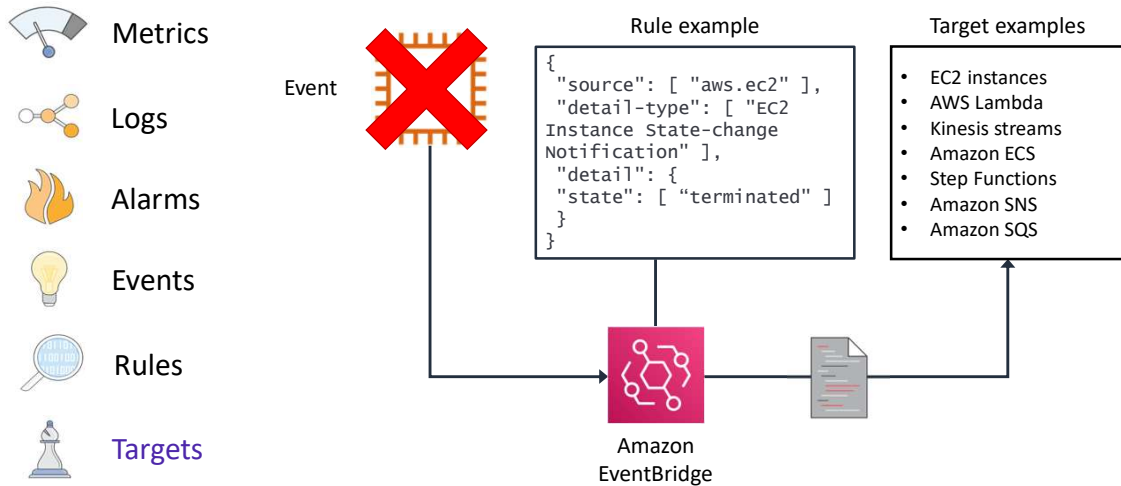 Metrics
Logs
Alarms
Events
Rules
Targets
Event
Rule example
{
"source": [ "aws.ec2" ],
"detail-type": [ "EC2
Instance State-change
Notification" ],
"detail": {
"state": [ “terminated" ]
}
}
Amazon
EventBridge
Target examples
• EC2 instances
• AWS Lambda
• Kinesis streams
• Amazon ECS
• Step Functions
• Amazon SNS
• Amazon SQS